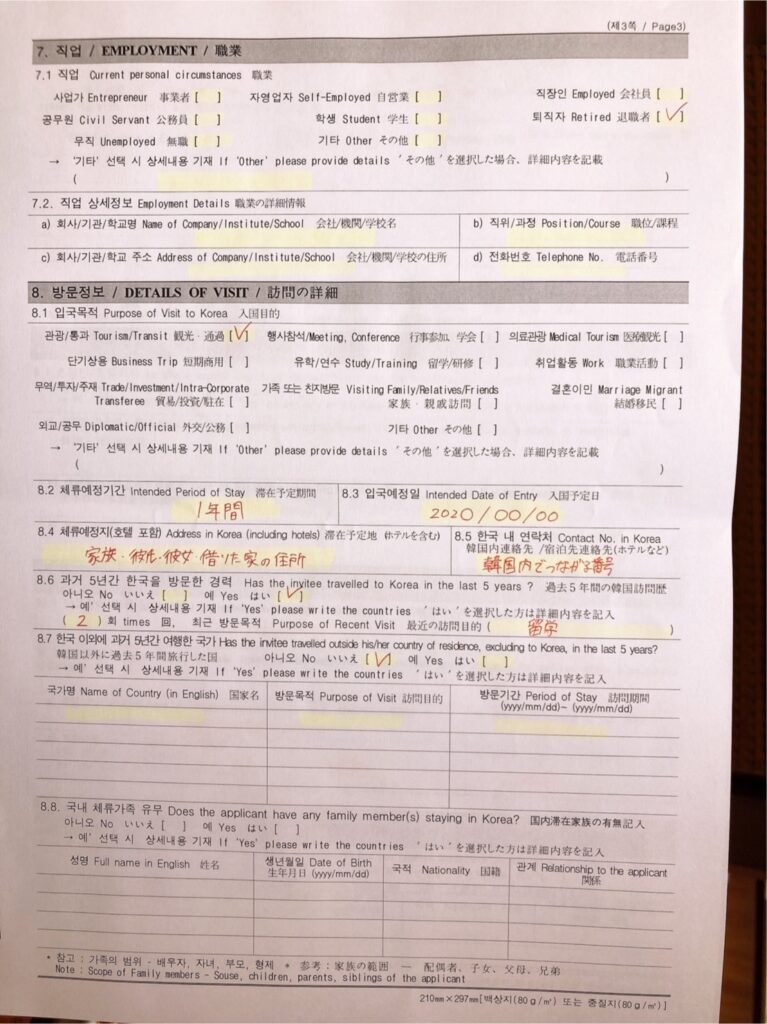 (제3쪽 / Page3)
7. 직업 / EMPLOYMENT / 職業
7.1 직업 Current personal circumstances 職業
사업가 Entrepreneur 事業者 [ ] 자영업자 Self-Employed 自営業 [ ] 직장인 Employed 会社員 [ ]
공무원 Civil Servant 公務員 [ ] 학생 Student 学生 [ ] 퇴직자 Retired 退職者 [✓]
무직 Unemployed 無職 [ ] 기타 Other その他 [ ]
→ ‘기타’ 선택 시 상세내용 기재 If ‘Other’ please provide details ‘その他’を選択した場合、詳細内容を記載
( )
7.2. 직업 상세정보 Employment Details 職業の詳細情報
a) 회사/기관/학교명 Name of Company/Institute/School 会社/機関/学校名 b) 직위/과정 Position/Course 職位/課程
c) 회사/기관/학교 주소 Address of Company/Institute/School 会社/機関/学校の住所 d) 전화번호 Telephone No. 電話番号
8. 방문정보 / DETAILS OF VISIT / 訪問の詳細
8.1 입국목적 Purpose of Visit to Korea 入国目的
관광/통과 Tourism/Transit 観光・通過 [✓] 행사참석/Meeting, Conference 行事参加, 学会 [ ] 의료관광 Medical Tourism 医療観光 [ ]
단기상용 Business Trip 短期商用 [ ] 유학/연수 Study/Training 留学/研修 [ ] 취업활동 Work 職業活動 [ ]
무역/투자/주재 Trade/Investment/Intra-Corporate 가족 또는 친지방문 Visiting Family/Relatives/Friends 결혼이민 Marriage Migrant
Transferee 貿易/投資/駐在 [ ] 家族・親戚訪問 [ ] 結婚移民 [ ]
외교/공무 Diplomatic/Official 外交/公務 [ ] 기타 Other その他 [ ]
→ ‘기타’ 선택 시 상세내용 기재 If ‘Other’ please provide details ‘その他’を選択した場合、詳細内容を記載
( )
8.2 체류예정기간 Intended Period of Stay 滞在予定期間 8.3 입국예정일 Intended Date of Entry 入国予定日
1年間 2020/00/00
8.4 체류예정지(호텔 포함) Address in Korea (including hotels) 滞在予定地 (ホテルを含む) 8.5 한국 내 연락처 Contact No. in Korea
韓国内連絡先 /宿泊先連絡先(ホテルなど)
家族・彼氏・彼女・借りた家の住所 韓国内でつながる番号
8.6 과거 5년간 한국을 방문한 경력 Has the invitee travelled to Korea in the last 5 years ? 過去5年間の韓国訪問歴
아니오 No いいえ [ ] 예 Yes はい [✓]
→ 예’ 선택 시 상세내용 기재 If ‘Yes’ please write the countries ‘はい’を選択した方は詳細内容を記入
( 2 ) 회 times 回, 최근 방문목적 Purpose of Recent Visit 最近の訪問目的 ( 留学 )
8.7 한국 이외에 과거 5년간 여행한 국가 Has the invitee travelled outside his/her country of residence, excluding to Korea, in the last 5 years?
韓国以外に過去5年間旅行した国 아니오 No いいえ [✓] 예 Yes はい [ ]
→ 예’ 선택 시 상세내용 기재 If ‘Yes’ please write the countries ‘はい’を選択した方は詳細内容を記入
국가명 Name of Country (in English) 国家名 방문목적 Purpose of Visit 訪問目的 방문기간 Period of Stay 訪問期間
(yyyy/mm/dd)~ (yyyy/mm/dd)
8.8. 국내 체류가족 유무 Does the applicant have any family member(s) staying in Korea? 国内滞在家族の有無記入
아니오 No いいえ [ ] 예 Yes はい [ ]
→ 예’ 선택 시 상세내용 기재 If ‘Yes’ please write the countries ‘はい’を選択した方は詳細内容を記入
성명 Full name in English 姓名 생년월일 Date of Birth 국적 Nationality 国籍 관계 Relationship to the applicant
生年月日 (yyyy/mm/dd) 関係
* 참고 : 가족의 범위 - 배우자, 자녀, 부모, 형제 * 参考 : 家族の範囲 ― 配偶者、子女、父母、兄弟
Note : Scope of Family members - Souse, children, parents, siblings of the applicant
210mm×297mm[백상지(80ｇ/㎡) 또는 중질지(80ｇ/㎡)]